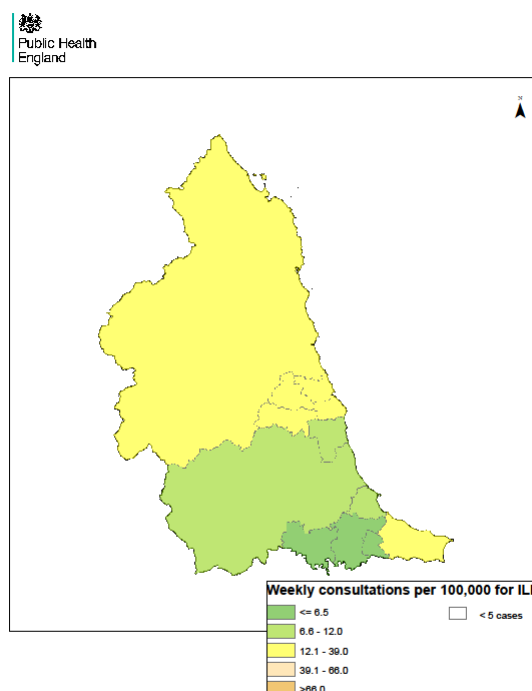 Public Health
England
N
Weekly consultations per 100,000 for IL
<= 6.5
< 5 cases
6.6 - 12.0
12.1 - 39.0
39.1 - 66.0
>66.0